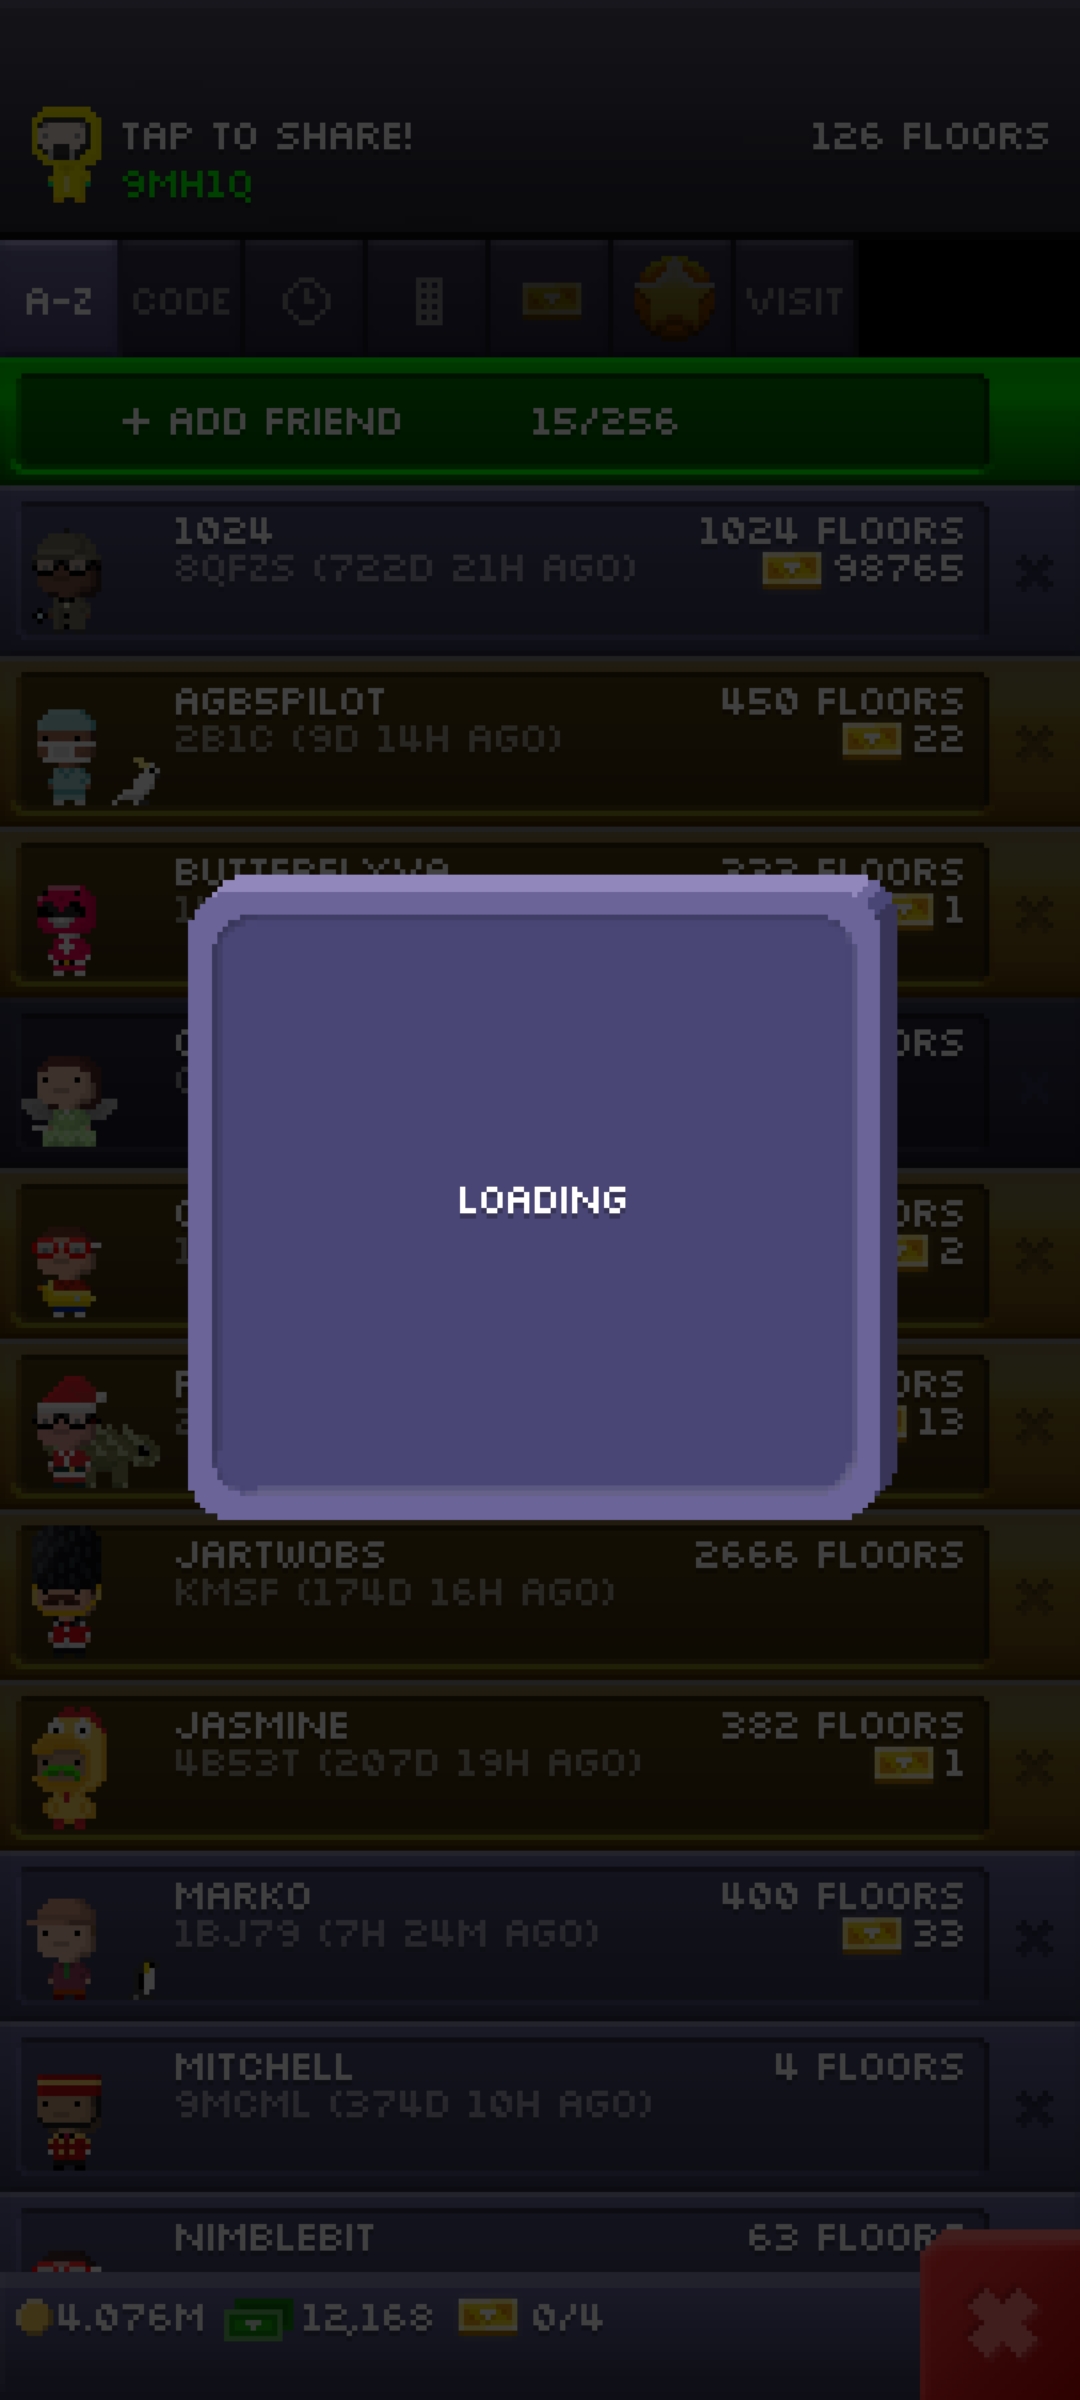 TAP TO SHARE!
126 FLOORS
9MH1Q
A-Z
CODE
VISIT
+ ADD FRIEND
15/256
1024
1024 FLOORS
8QFZS (722D 21H AGO)
98765
AGB5PILOT
450 FLOORS
2B1C (9D 14H AGO)
22
FLOORS
1
LOADING
2
13
JARTWOBS
2666 FLOORS
KMSF (174D 16H AGO)
JASMINE
382 FLOORS
4B53T (207D 19H AGO)
1
MARKO
400 FLOORS
1BJ79 (7H 24M AGO)
33
MITCHELL
4 FLOORS
9MCML (374D 10H AGO)
NIMBLEBIT
63 FLOORS
4.076M
12,168
0/4